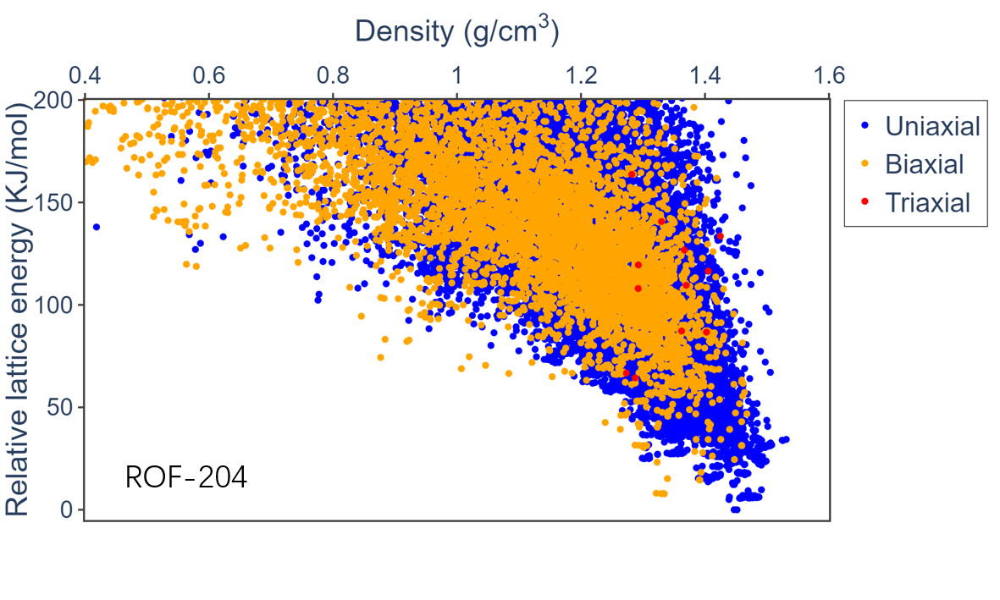 Density (g/cm³)
0.4 0.6 0.8 1 1.2 1.4 1.6
Relative lattice energy (KJ/mol)
200
150
100
50
0
Uniaxial
Biaxial
Triaxial
ROF-204